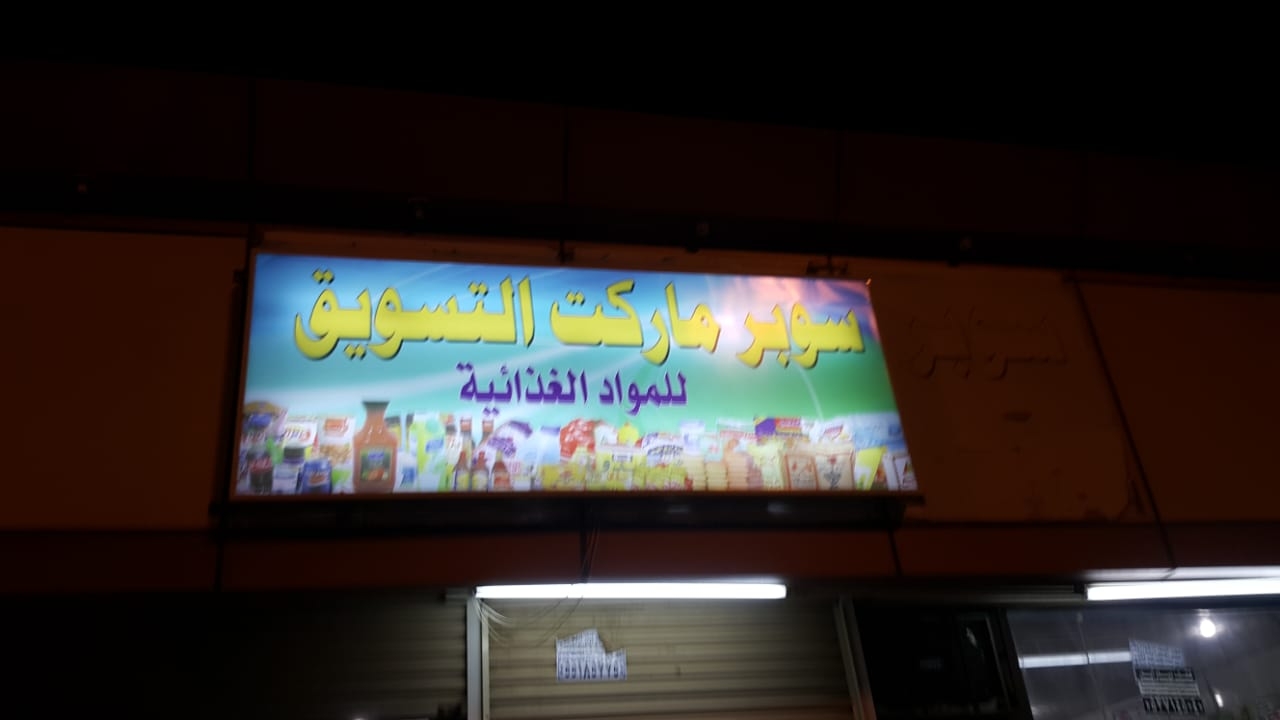 سوبر ماركت التسويق
للمواد الغذائية